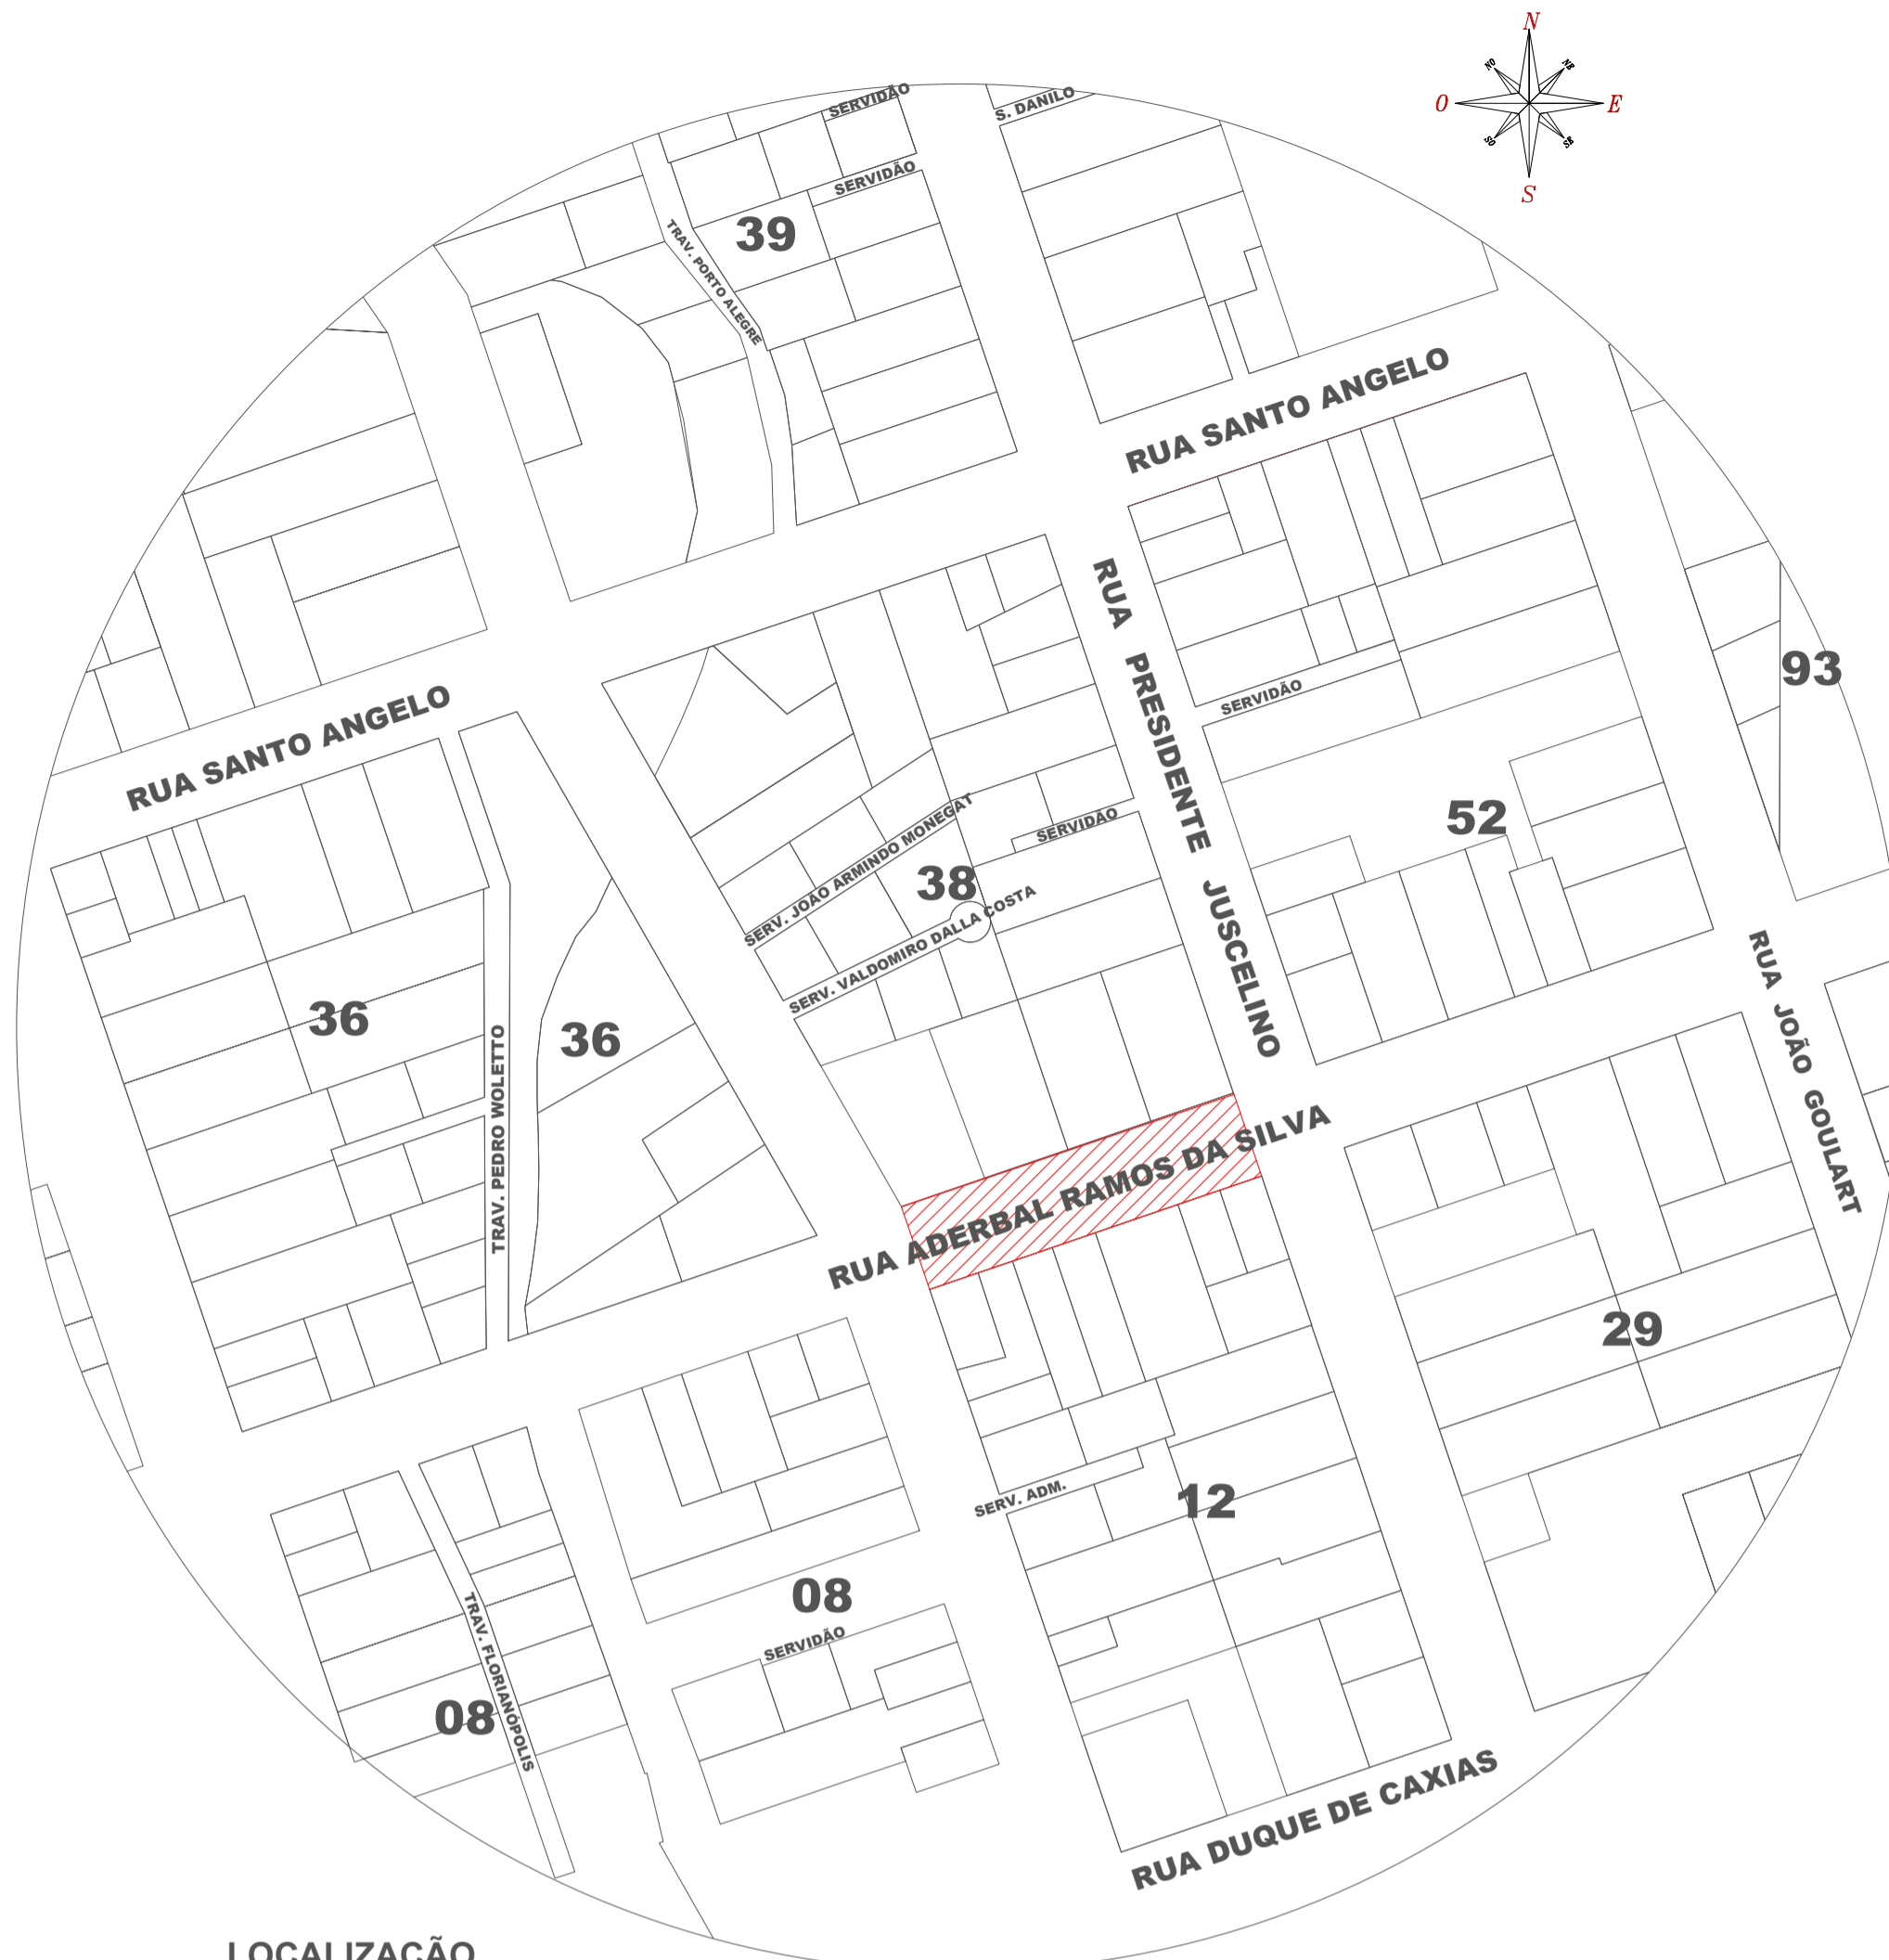 N
NO
NE
O
E
SO
SE
S
SERVIDÃO
S. DANILO
SERVIDÃO
39
TRAV. PORTO ALEGRE
RUA SANTO ANGELO
RUA PRESIDENTE JUSCELINO
93
RUA SANTO ANGELO
SERVIDÃO
52
SERV. JOÃO ARMINDO MONEGAT
SERVIDÃO
38
SERV. VALDOMIRO DALLA COSTA
36
36
TRAV. PEDRO WOLETTO
RUA JOÃO GOULART
RUA ADERBAL RAMOS DA SILVA
29
SERV. ADM.
12
08
SERVIDÃO
TRAV. FLORIANÓPOLIS
08
RUA DUQUE DE CAXIAS
LOCALIZAÇÃO